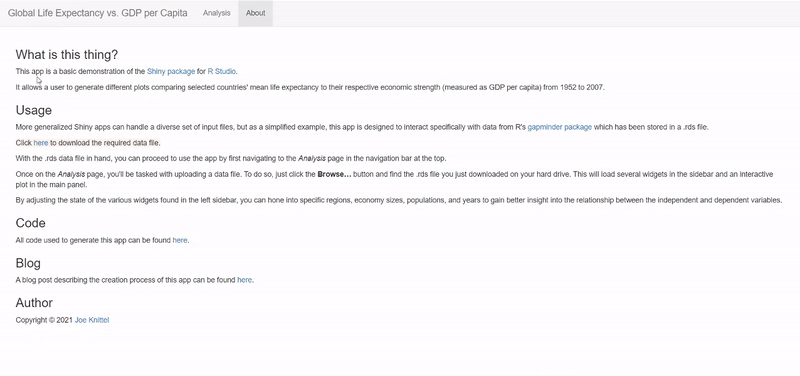 Global Life Expectancy vs. GDP per Capita Analysis About
What is this thing?
This app is a basic demonstration of the Shiny package for R Studio.
It allows a user to generate different plots comparing selected countries' mean life expectancy to their respective economic strength (measured as GDP per capita) from 1952 to 2007.
Usage
More generalized Shiny apps can handle a diverse set of input files, but as a simplified example, this app is designed to interact specifically with data from R's gapminder package which has been stored in a .rds file.
Click here to download the required data file.
With the .rds data file in hand, you can proceed to use the app by first navigating to the Analysis page in the navigation bar at the top.
Once on the Analysis page, you'll be tasked with uploading a data file. To do so, just click the Browse... button and find the .rds file you just downloaded on your hard drive. This will load several widgets in the sidebar and an interactive
plot in the main panel.
By adjusting the state of the various widgets found in the left sidebar, you can hone into specific regions, economy sizes, populations, and years to gain better insight into the relationship between the independent and dependent variables.
Code
All code used to generate this app can be found here.
Blog
A blog post describing the creation process of this app can be found here.
Author
Copyright © 2021 Joe Knittel